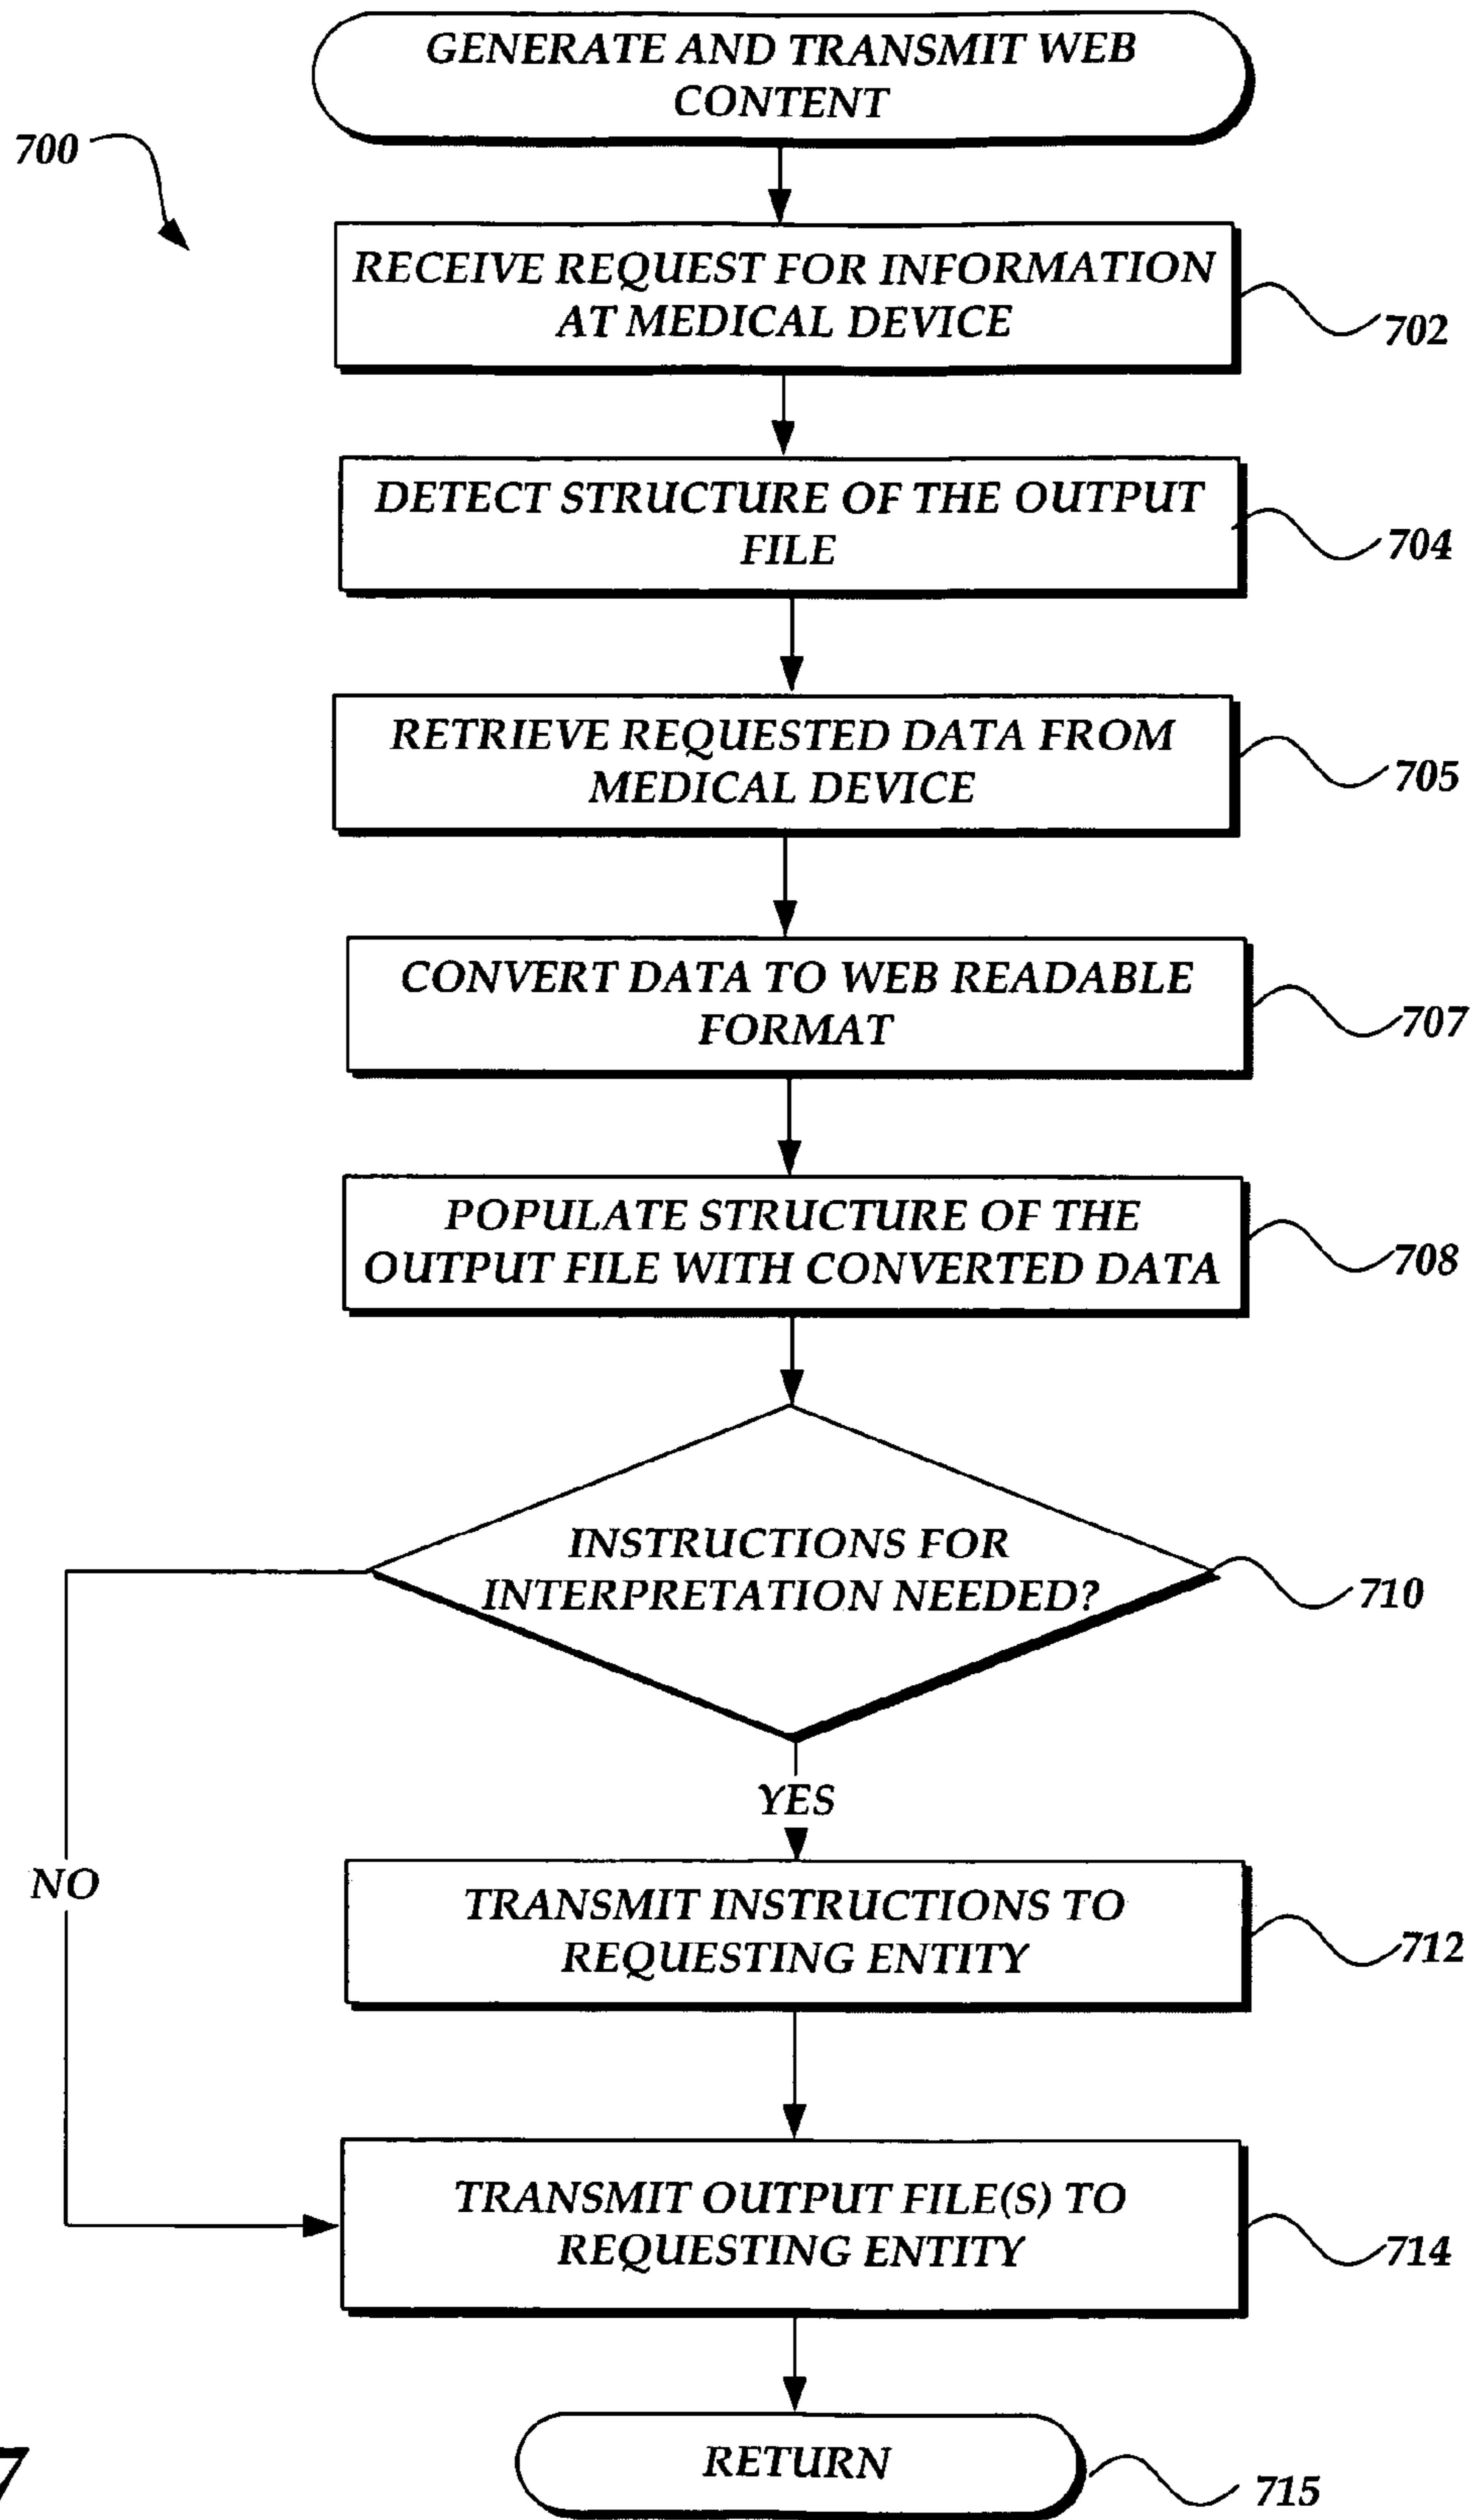 GENERATE AND TRANSMIT WEB
CONTENT
700
RECEIVE REQUEST FOR INFORMATION
AT MEDICAL DEVICE
702
DETECT STRUCTURE OF THE OUTPUT
FILE
704
RETRIEVE REQUESTED DATA FROM
MEDICAL DEVICE
705
CONVERT DATA TO WEB READABLE
FORMAT
707
POPULATE STRUCTURE OF THE
OUTPUT FILE WITH CONVERTED DATA
708
INSTRUCTIONS FOR
INTERPRETATION NEEDED?
710
YES
NO
TRANSMIT INSTRUCTIONS TO
REQUESTING ENTITY
712
TRANSMIT OUTPUT FILE(S) TO
REQUESTING ENTITY
714
RETURN
715
7